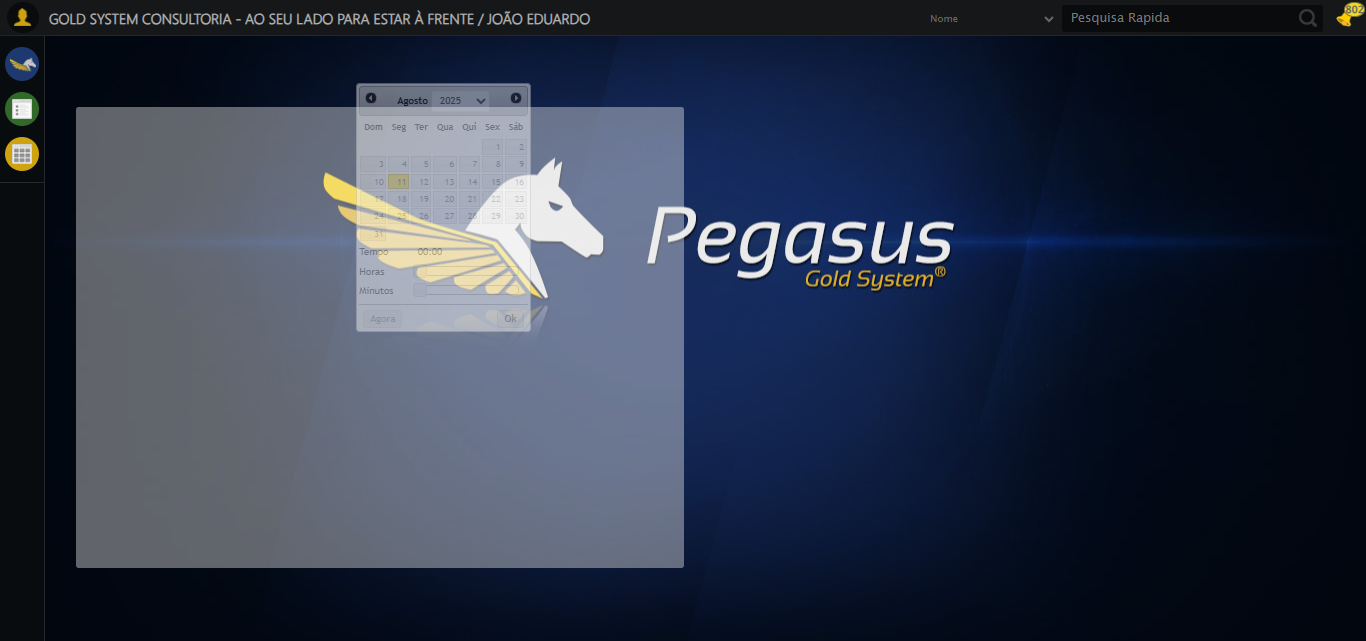 GOLD SYSTEM CONSULTORIA - AO SEU LADO PARA ESTAR À FRENTE / JOÃO EDUARDO
Nome
Pesquisa Rapida
802
Agosto 2025
Dom Seg Ter Qua Qui Sex Sáb
1 2
3 4 5 6 7 8 9
10 11 12 13 14 15 16
17 18 19 20 21 22 23
24 25 26 27 28 29 30
31
Tempo 00:00
Horas
Minutos
Agora Ok
Pegasus
Gold System®